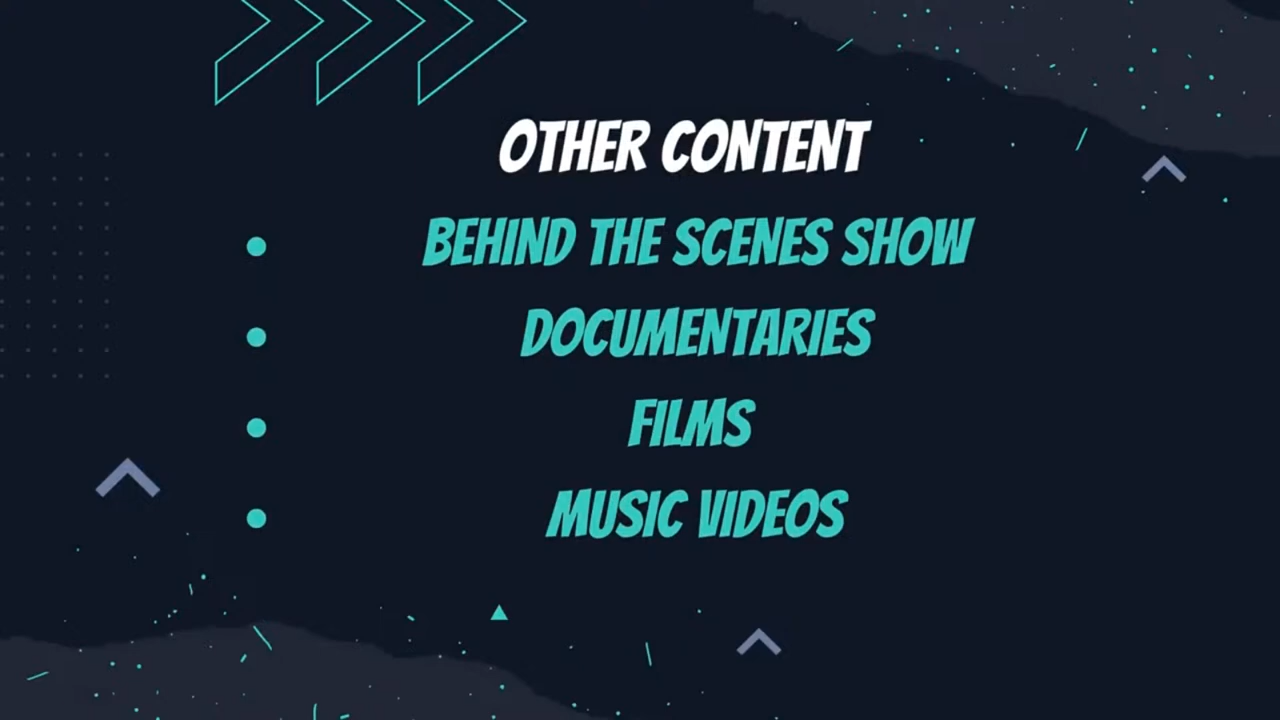 OTHER CONTENT
BEHIND THE SCENES SHOW
DOCUMENTARIES
FILMS
MUSIC VIDEOS